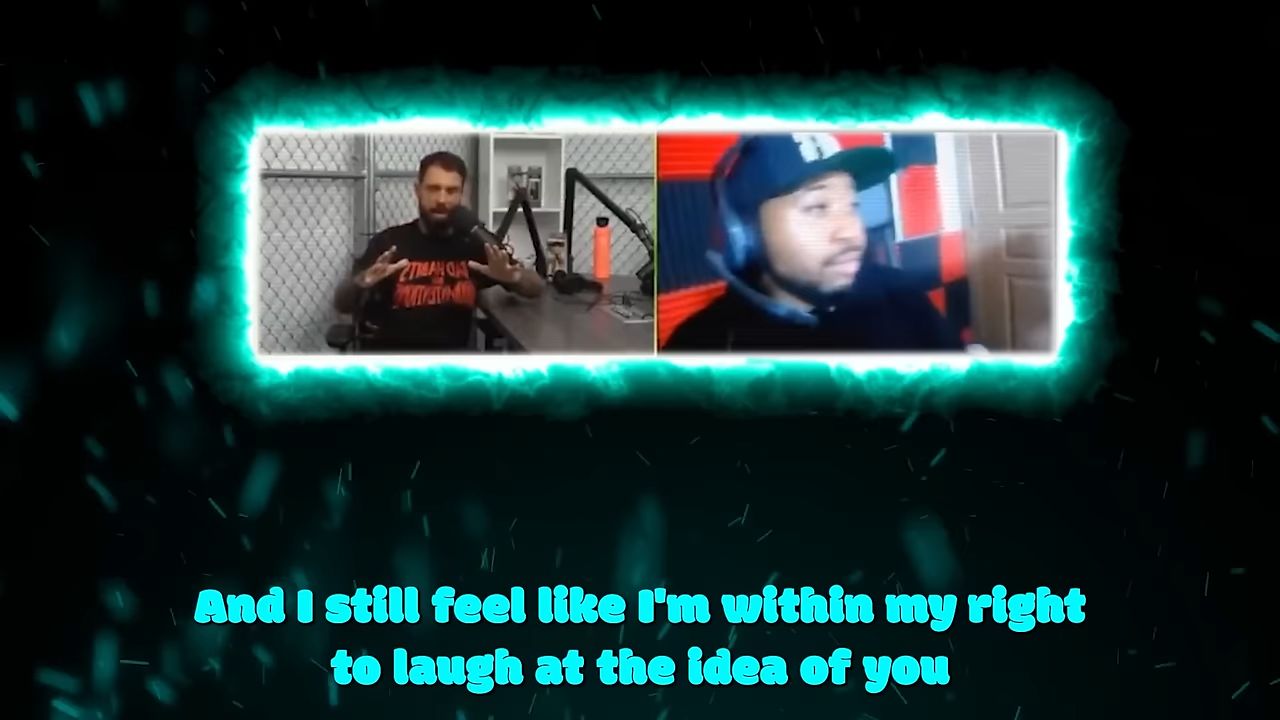 And I still feel like I'm within my right
to laugh at the idea of you